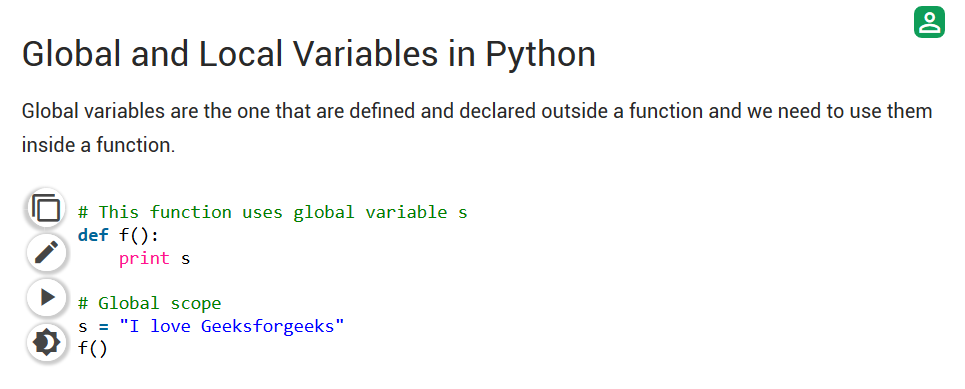 Global and Local Variables in Python
Global variables are the one that are defined and declared outside a function and we need to use them
inside a function.
# This function uses global variable s
def f():
    print s
# Global scope
s = "I love Geeksforgeeks"
f()